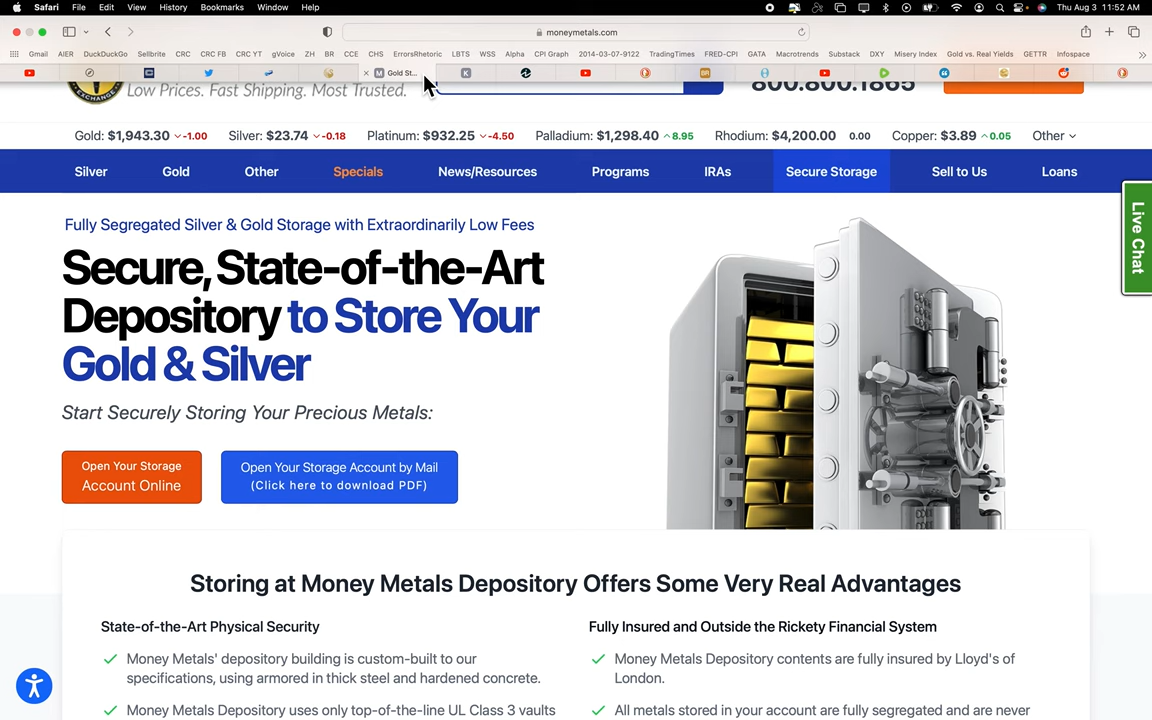 Safari File Edit View History Bookmarks Window Help Thu Aug 3 11:52 AM
moneymetals.com
Gmail AIER DuckDuckGo Sellbrite CRC CRC FB CRC YT gVoice ZH BR CCE CHS ErrorsRhetoric LBTS WSS Alpha CPI Graph 2014-03-07-9122 TradingTimes FRED-CPI GATA Macrotrends Substack DXY Misery Index Gold vs. Real Yields GETTR Infospace
Gold St...
EXCHANGE
Low Prices. Fast Shipping. Most Trusted.
800.800.1865
Gold: $1,943.30 -1.00 Silver: $23.74 -0.18 Platinum: $932.25 -4.50 Palladium: $1,298.40 8.95 Rhodium: $4,200.00 0.00 Copper: $3.89 0.05 Other
Silver Gold Other Specials News/Resources Programs IRAs Secure Storage Sell to Us Loans
Live Chat
Fully Segregated Silver & Gold Storage with Extraordinarily Low Fees
Secure, State-of-the-Art
Depository to Store Your
Gold & Silver
Start Securely Storing Your Precious Metals:
Open Your Storage
Account Online
Open Your Storage Account by Mail
(Click here to download PDF)
Storing at Money Metals Depository Offers Some Very Real Advantages
State-of-the-Art Physical Security
Money Metals' depository building is custom-built to our
specifications, using armored in thick steel and hardened concrete.
Money Metals Depository uses only top-of-the-line UL Class 3 vaults
Fully Insured and Outside the Rickety Financial System
Money Metals Depository contents are fully insured by Lloyd's of
London.
All metals stored in your account are fully segregated and are never